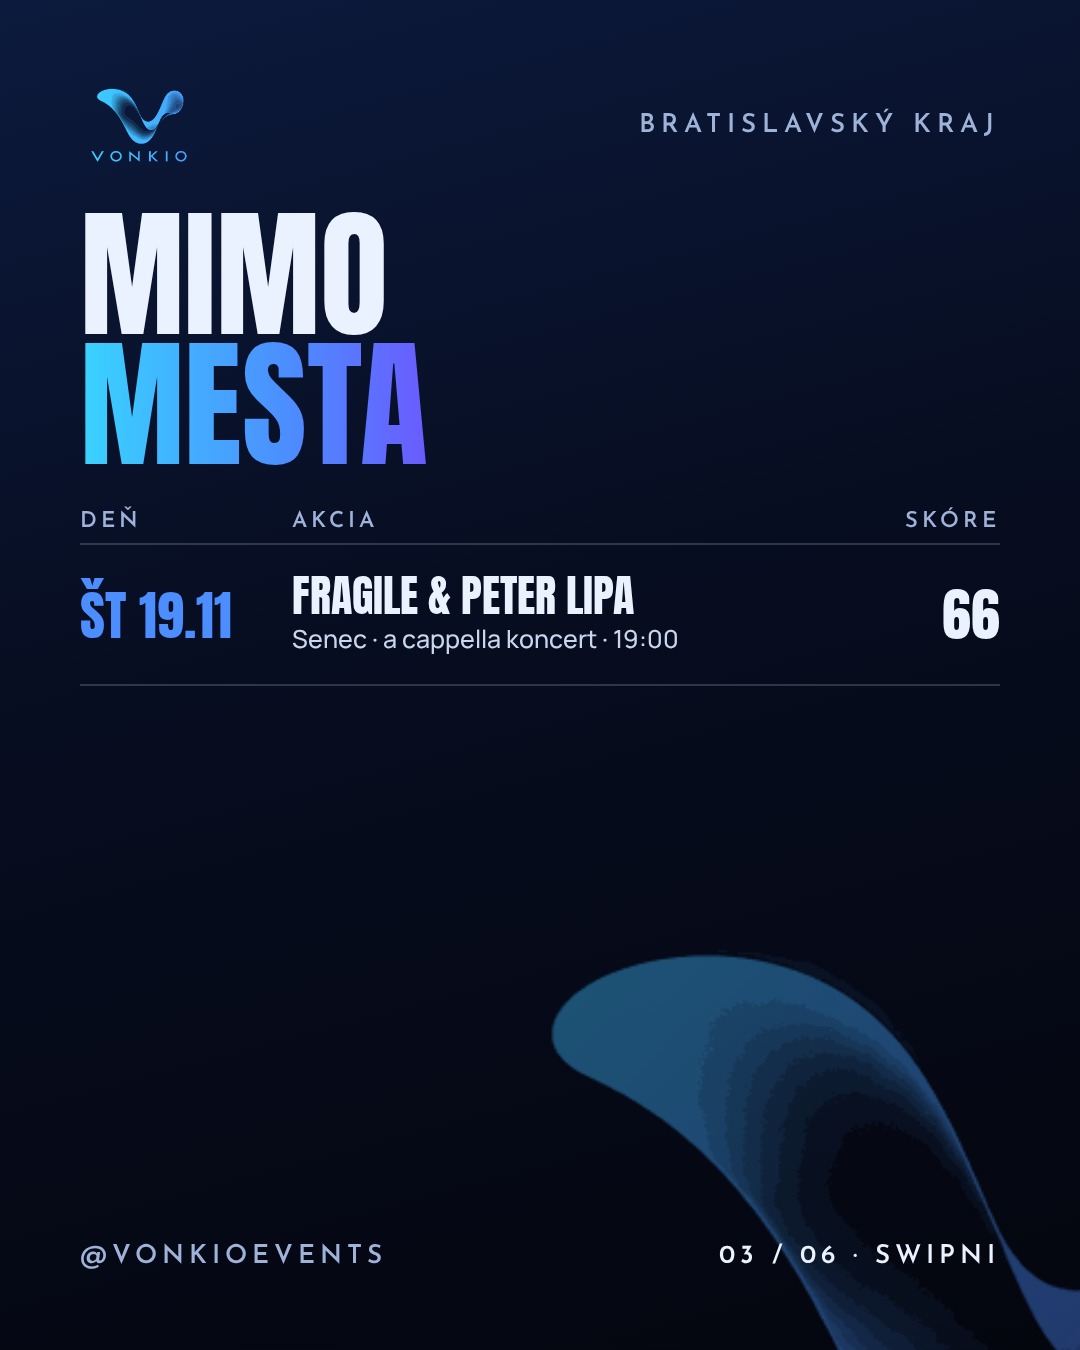 VONKIO
BRATISLAVSKÝ KRAJ
MIMO
MESTA
DEŇ AKCIA SKÓRE
ŠT 19.11 FRAGILE & PETER LIPA 66
Senec · a cappella koncert · 19:00
@VONKIOEVENTS 03 / 06 · SWIPNI